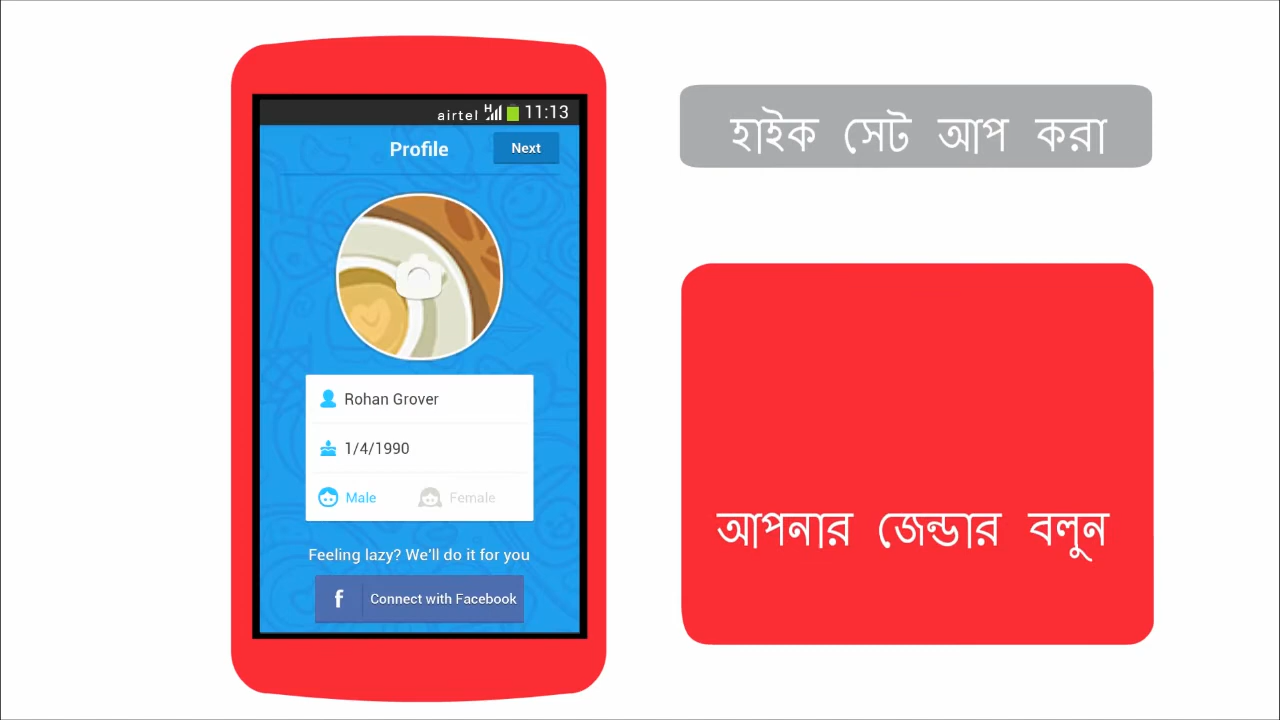 airtel H 11:13
Profile
Next
Rohan Grover
1/4/1990
Male Female
Feeling lazy? We'll do it for you
f Connect with Facebook
হাইক সেট আপ করা
আপনার জেন্ডার বলুন